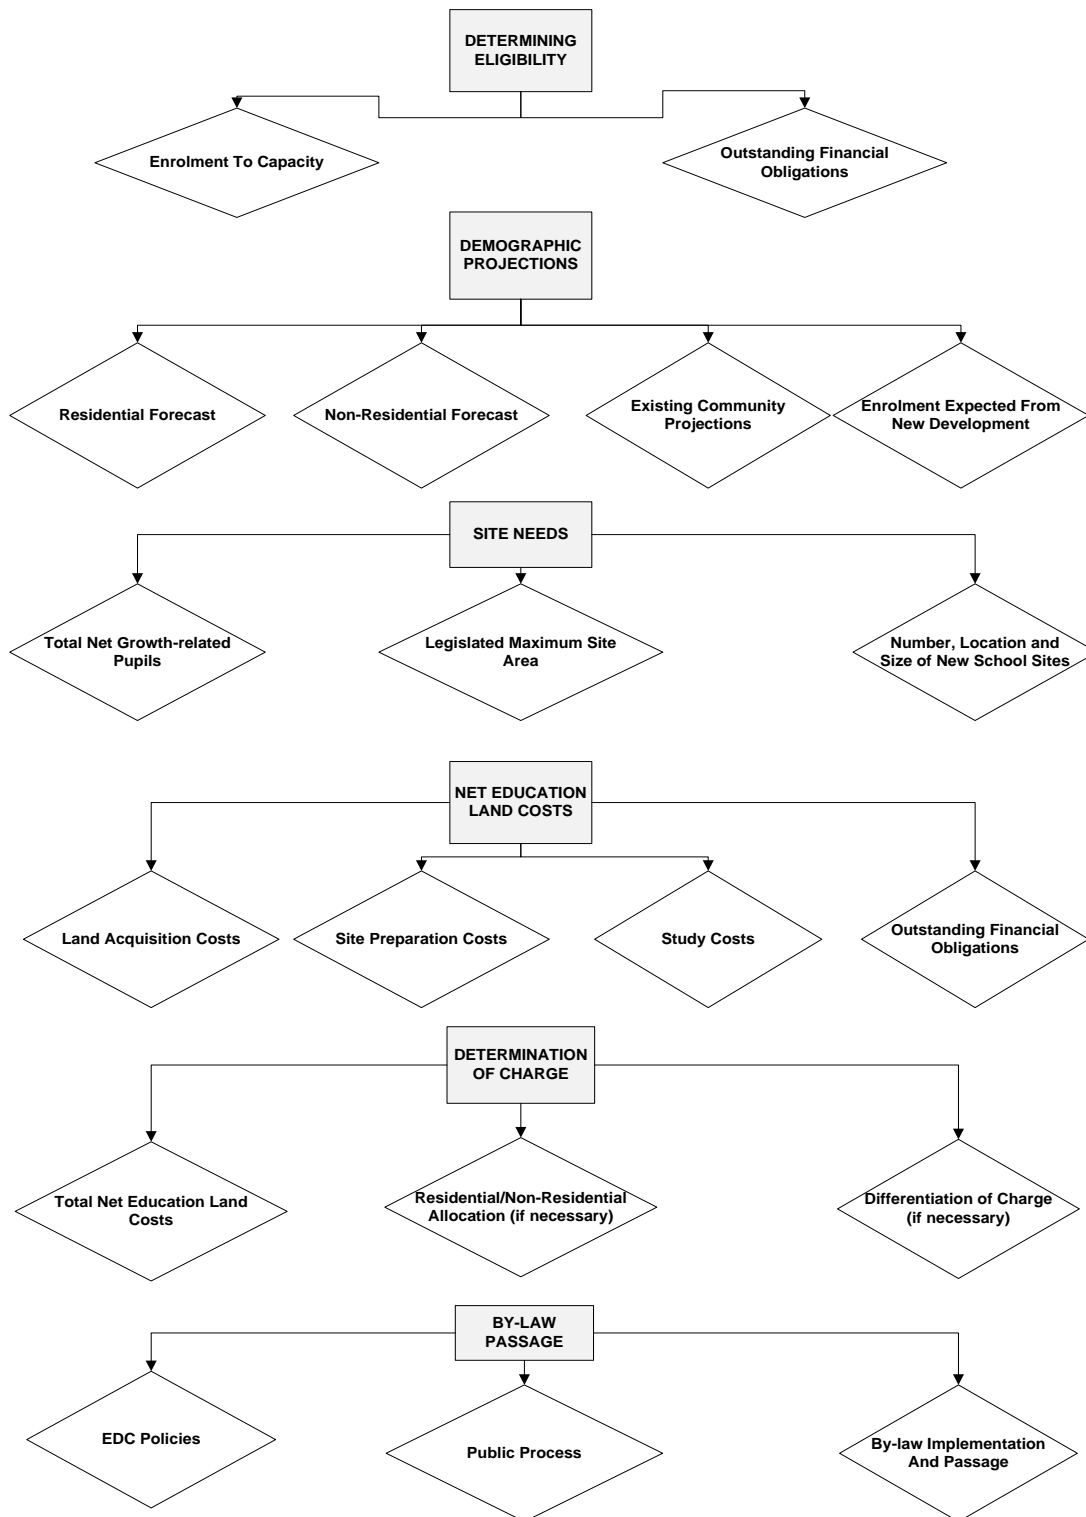 DETERMINING
ELIGIBILITY
Enrolment To Capacity
Outstanding Financial
Obligations
DEMOGRAPHIC
PROJECTIONS
Residential Forecast
Non-Residential Forecast
Existing Community
Projections
Enrolment Expected From
New Development
SITE NEEDS
Total Net Growth-related
Pupils
Legislated Maximum Site
Area
Number, Location and
Size of New School Sites
NET EDUCATION
LAND COSTS
Land Acquisition Costs
Site Preparation Costs
Study Costs
Outstanding Financial
Obligations
DETERMINATION
OF CHARGE
Total Net Education Land
Costs
Residential/Non-Residential
Allocation (if necessary)
Differentiation of Charge
(if necessary)
BY-LAW
PASSAGE
EDC Policies
Public Process
By-law Implementation
And Passage